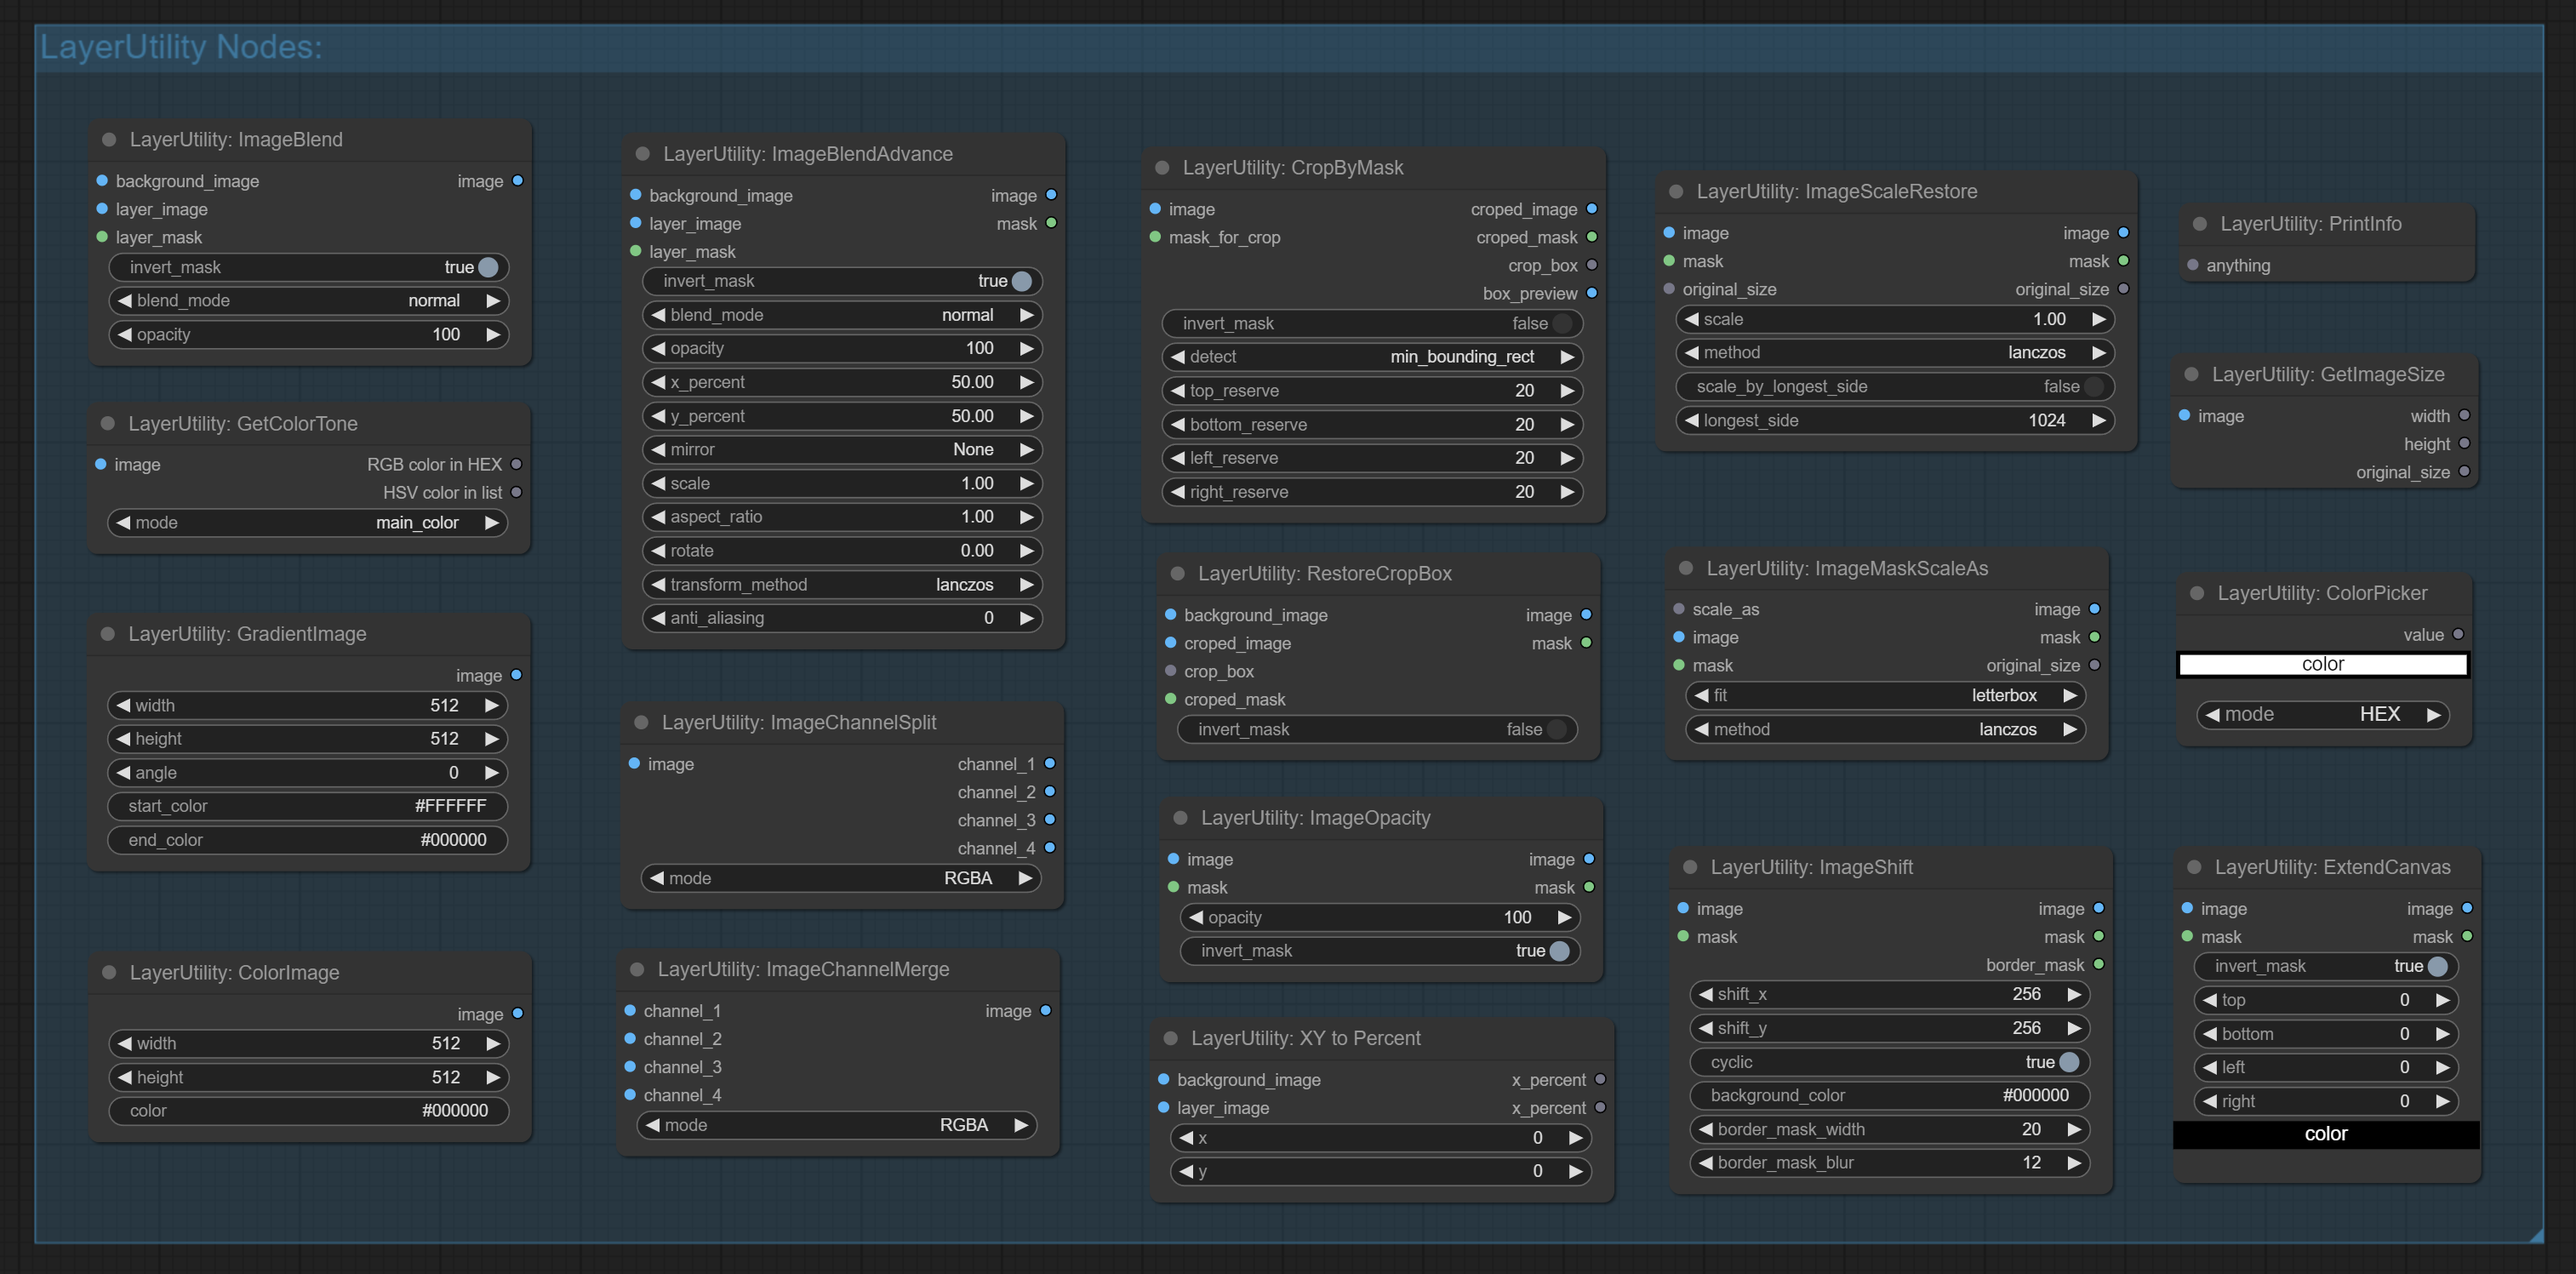 LayerUtility Nodes:
LayerUtility: ImageBlend
background_image image
layer_image
layer_mask
invert_mask true
blend_mode normal
opacity 100
LayerUtility: GetColorTone
image RGB color in HEX
HSV color in list
mode main_color
LayerUtility: GradientImage
image
width 512
height 512
angle 0
start_color #FFFFFF
end_color #000000
LayerUtility: ColorImage
image
width 512
height 512
color #000000
LayerUtility: ImageBlendAdvance
background_image image
layer_image mask
layer_mask
invert_mask true
blend_mode normal
opacity 100
x_percent 50.00
y_percent 50.00
mirror None
scale 1.00
aspect_ratio 1.00
rotate 0.00
transform_method lanczos
anti_aliasing 0
LayerUtility: ImageChannelSplit
image channel_1
channel_2
channel_3
channel_4
mode RGBA
LayerUtility: ImageChannelMerge
channel_1 image
channel_2
channel_3
channel_4
mode RGBA
LayerUtility: CropByMask
image croped_image
mask_for_crop croped_mask
crop_box
box_preview
invert_mask false
detect min_bounding_rect
top_reserve 20
bottom_reserve 20
left_reserve 20
right_reserve 20
LayerUtility: RestoreCropBox
background_image image
croped_image mask
crop_box
croped_mask
invert_mask false
LayerUtility: ImageOpacity
image image
mask mask
opacity 100
invert_mask true
LayerUtility: XY to Percent
background_image x_percent
layer_image x_percent
x 0
y 0
LayerUtility: ImageScaleRestore
image image
mask mask
original_size original_size
scale 1.00
method lanczos
scale_by_longest_side false
longest_side 1024
LayerUtility: ImageMaskScaleAs
scale_as image
image mask
mask original_size
fit letterbox
method lanczos
LayerUtility: ImageShift
image image
mask mask
border_mask
shift_x 256
shift_y 256
cyclic true
background_color #000000
border_mask_width 20
border_mask_blur 12
LayerUtility: PrintInfo
anything
LayerUtility: GetImageSize
image width
height
original_size
LayerUtility: ColorPicker
value
color
mode HEX
LayerUtility: ExtendCanvas
image image
mask mask
invert_mask true
top 0
bottom 0
left 0
right 0
color